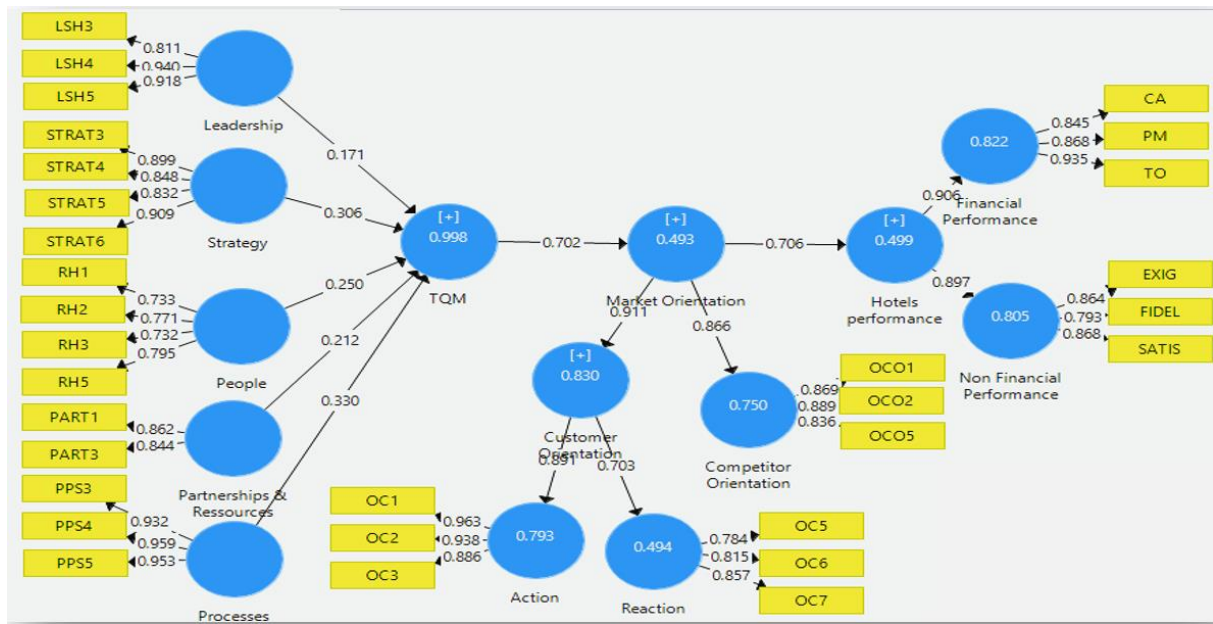 LSH3
LSH4
LSH5
0.811
0.940
0.918
Leadership
0.171
STRAT3
STRAT4
STRAT5
STRAT6
0.899
0.848
0.832
0.909
Strategy
0.306
RH1
RH2
RH3
RH5
0.733
0.771
0.732
0.795
People
0.250
PART1
PART3
0.862
0.844
Partnerships &
Ressources
0.212
PPS3
PPS4
PPS5
0.932
0.959
0.953
Processes
0.330
[+]
0.998
TQM
0.702
[+]
0.493
Market Orientation
0.911
0.866
0.706
[+]
0.830
Customer
Orientation
0.891
0.703
0.750
Competitor
Orientation
0.869
0.889
0.836
OCO1
OCO2
OCO5
OC1
OC2
OC3
0.963
0.938
0.886
0.793
Action
0.494
Reaction
0.784
0.815
0.857
OC5
OC6
OC7
[+]
0.499
Hotels
performance
0.906
0.897
0.822
Financial
Performance
0.845
0.868
0.935
CA
PM
TO
0.805
Non Financial
Performance
0.864
0.793
0.868
EXIG
FIDEL
SATIS